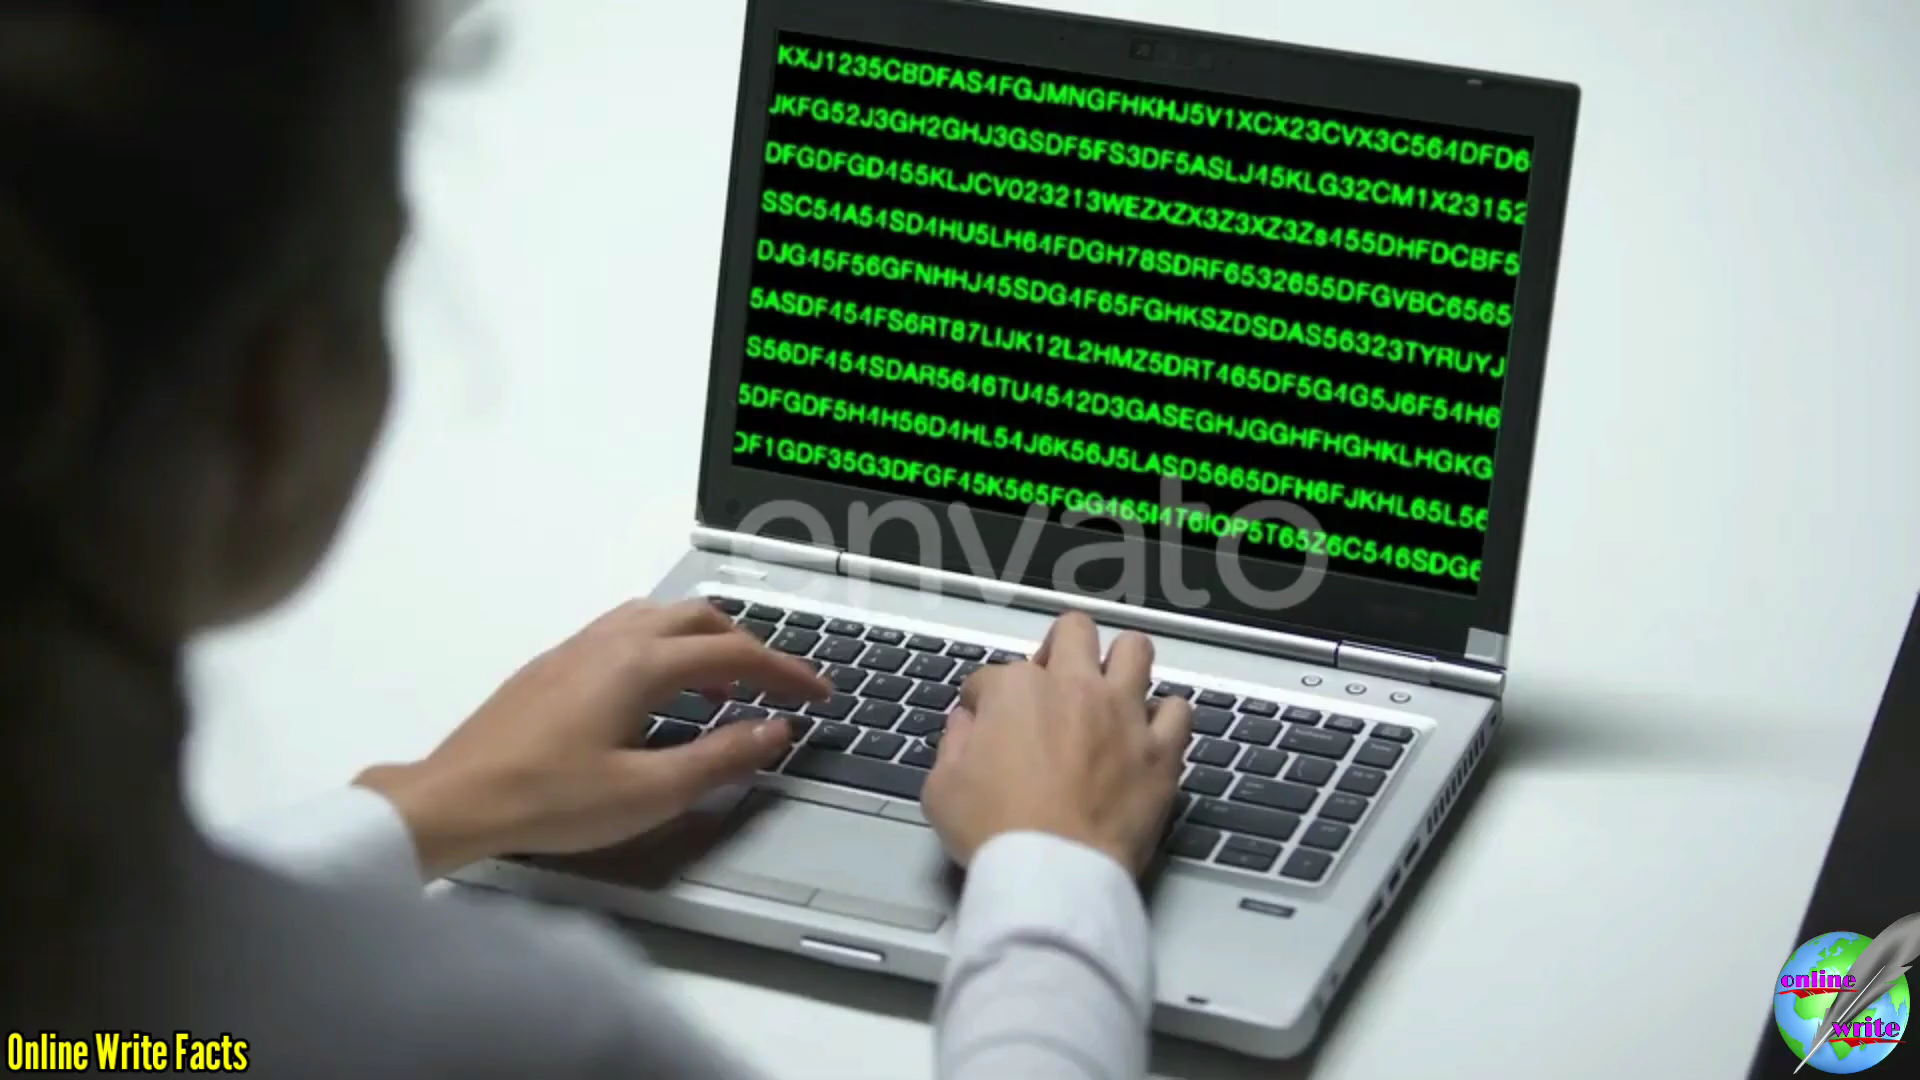 KXJ1235CBDFAS4FGJMNGFHKHJ5V1XCX23CVX3C564DFD6
JKFG52J3GH2GHJ3GSDF5FS3DF5ASLJ45KLG32CM1X23152
DFGDFGD455KLJCV023213WEZXZX3Z3XZ3Zs455DHFDCBF5
SSC54A54SD4HU5LH64FDGH78SDRF6532655DFGVBC6565
DJG45F56GFNHHJ45SDG4F65FGHKSZDSDAS56323TYRUYJ
5ASDF454FS6RT87LIJK12L2HMZ5DRT465DF5G4G5J6F54H6
S56DF454SDAR5646TU4542D3GASEGHJGGHFHGHKLHGKG
5DFGDF5H4H56D4HL54J6K56J5LASD5665DFH6FJKHL65L56
DF1GDF35G3DFGF45K565FGG465I4T6IOP5T65Z6C546SDG6
envato
online
write
Online Write Facts